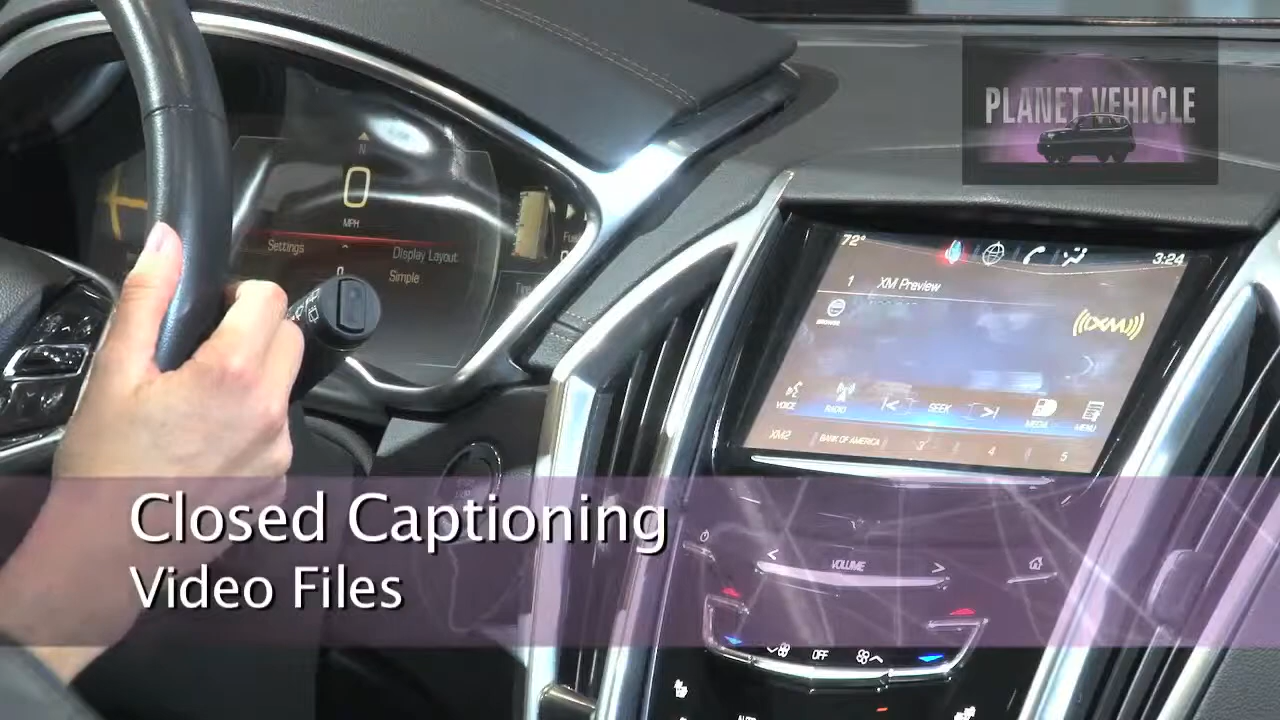 PLANET VEHICLE
N
0
MPH
Settings
Display Layout
Simple
72°
3:24
1 XM Preview
BROWSE
((XM))
VOICE
RADIO
SEEK
MEDIA
MENU
XM2
BANK OF AMERICA
3
4
5
Closed Captioning
Video Files
VOLUME
OFF